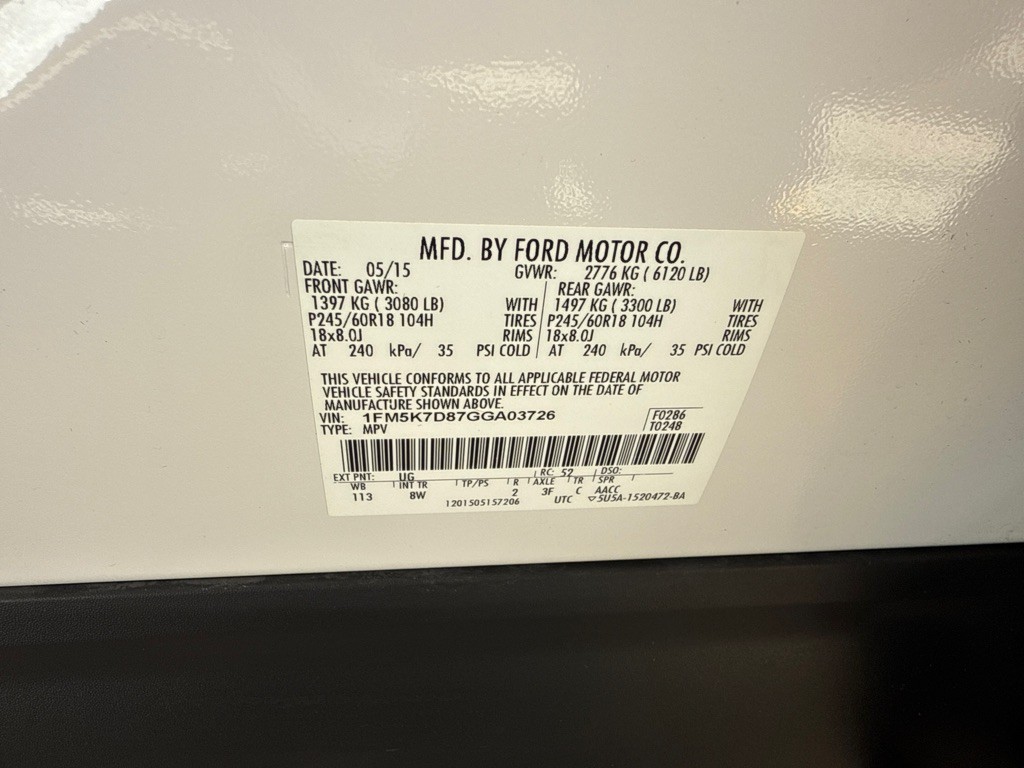 MFD. BY FORD MOTOR CO.
DATE: 05/15 GVWR: 2776 KG ( 6120 LB)
FRONT GAWR: REAR GAWR:
1397 KG ( 3080 LB) WITH 1497 KG ( 3300 LB) WITH
P245/60R18 104H TIRES P245/60R18 104H TIRES
18x8.0J RIMS 18x8.0J RIMS
AT 240 kPa/ 35 PSI COLD AT 240 kPa/ 35 PSI COLD
THIS VEHICLE CONFORMS TO ALL APPLICABLE FEDERAL MOTOR
VEHICLE SAFETY STANDARDS IN EFFECT ON THE DATE OF
MANUFACTURE SHOWN ABOVE.
VIN: 1FM5K7D87GGA03726 F0286
TYPE: MPV T0248
EXT PNT: UG RC: 52 DSO:
WB INT TR TP/PS R AXLE TR SPR
113 8W 2 3F C AACC
1201505157206 UTC ▽5U5A-1520472-BA